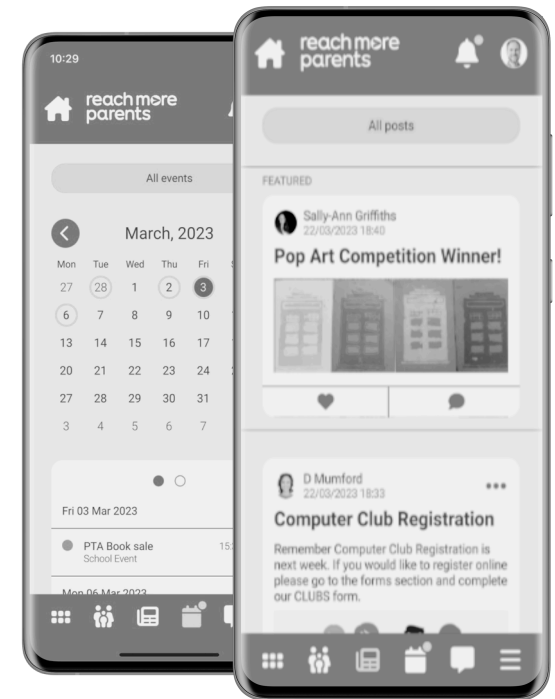 10:29
reach more
parents
All events
March, 2023
Mon Tue Wed Thu Fri
27 28 1 2 3
6 7 8 9 10
13 14 15 16 17
20 21 22 23 24
27 28 29 30 31
3 4 5 6 7
Fri 03 Mar 2023
PTA Book sale
School Event
Mon 06 Mar 2023
reach more
parents
All posts
FEATURED
Sally-Ann Griffiths
22/03/2023 18:40
Pop Art Competition Winner!
D Mumford
22/03/2023 18:33
Computer Club Registration
Remember Computer Club Registration is
next week. If you would like to register online
please go to the forms section and complete
our CLUBS form.